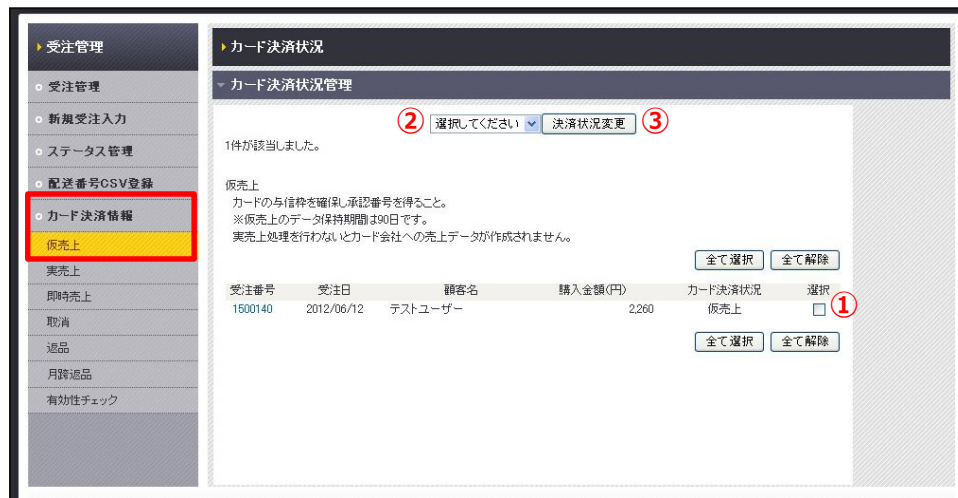 受注管理
受注管理
新規受注入力
ステータス管理
配送番号CSV登録
カード決済情報
仮売上
実売上
即時売上
取消
返品
月跨返品
有効性チェック
カード決済状況
カード決済状況管理
② 選択してください 決済状況変更 ③
1件が該当しました。
仮売上
カードの与信枠を確保し承認番号を得ること。
※仮売上のデータ保持期間は90日です。
実売上処理を行わないとカード会社への売上データが作成されません。
全て選択 全て解除
受注番号 受注日 顧客名 購入金額(円) カード決済状況 選択
1500140 2012/06/12 テストユーザー 2,260 仮売上 ①
全て選択 全て解除